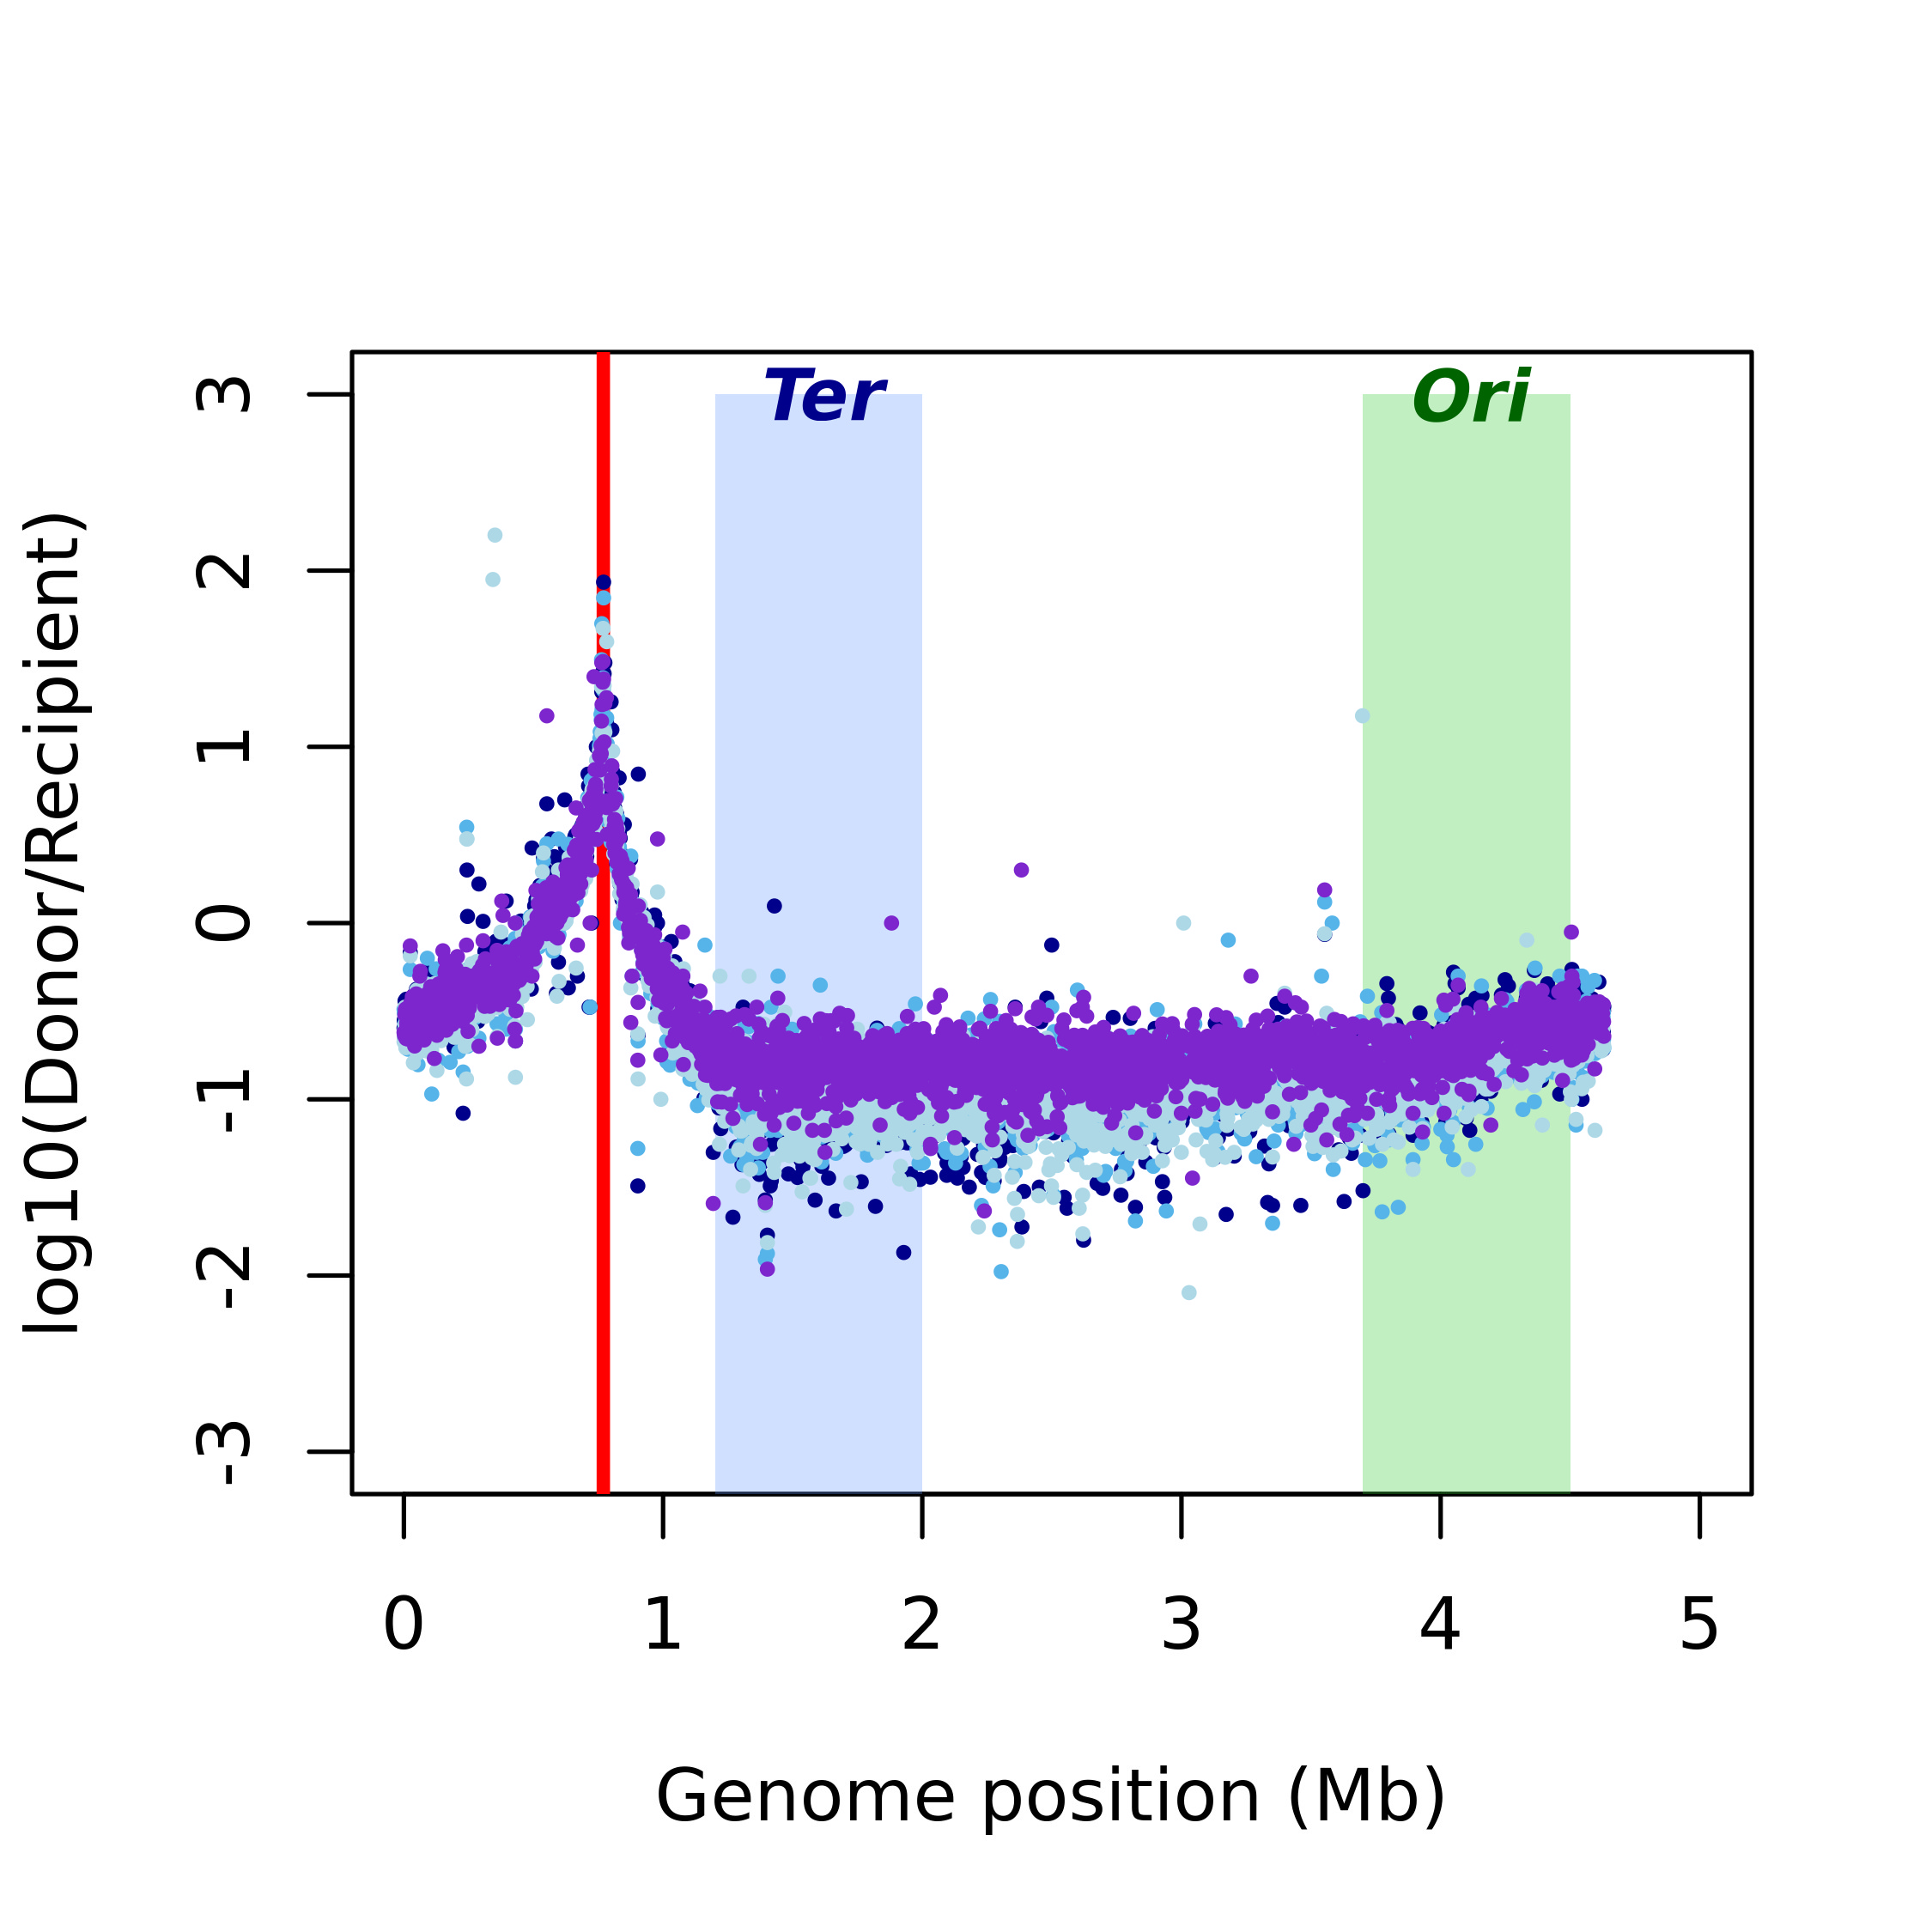 Ter
Ori
3
2
1
0
-1
-2
-3
log10(Donor/Recipient)
0 1 2 3 4 5
Genome position (Mb)